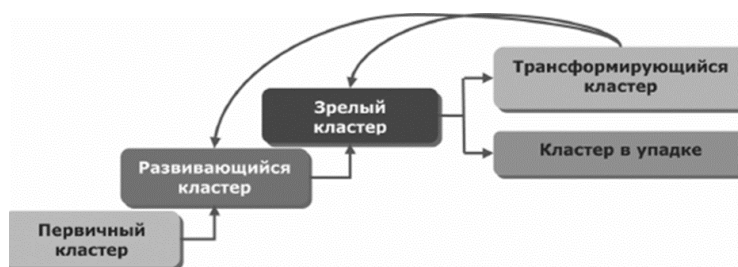 Трансформирующийся
кластер
Зрелый
кластер
Кластер в упадке
Развивающийся
кластер
Первичный
кластер